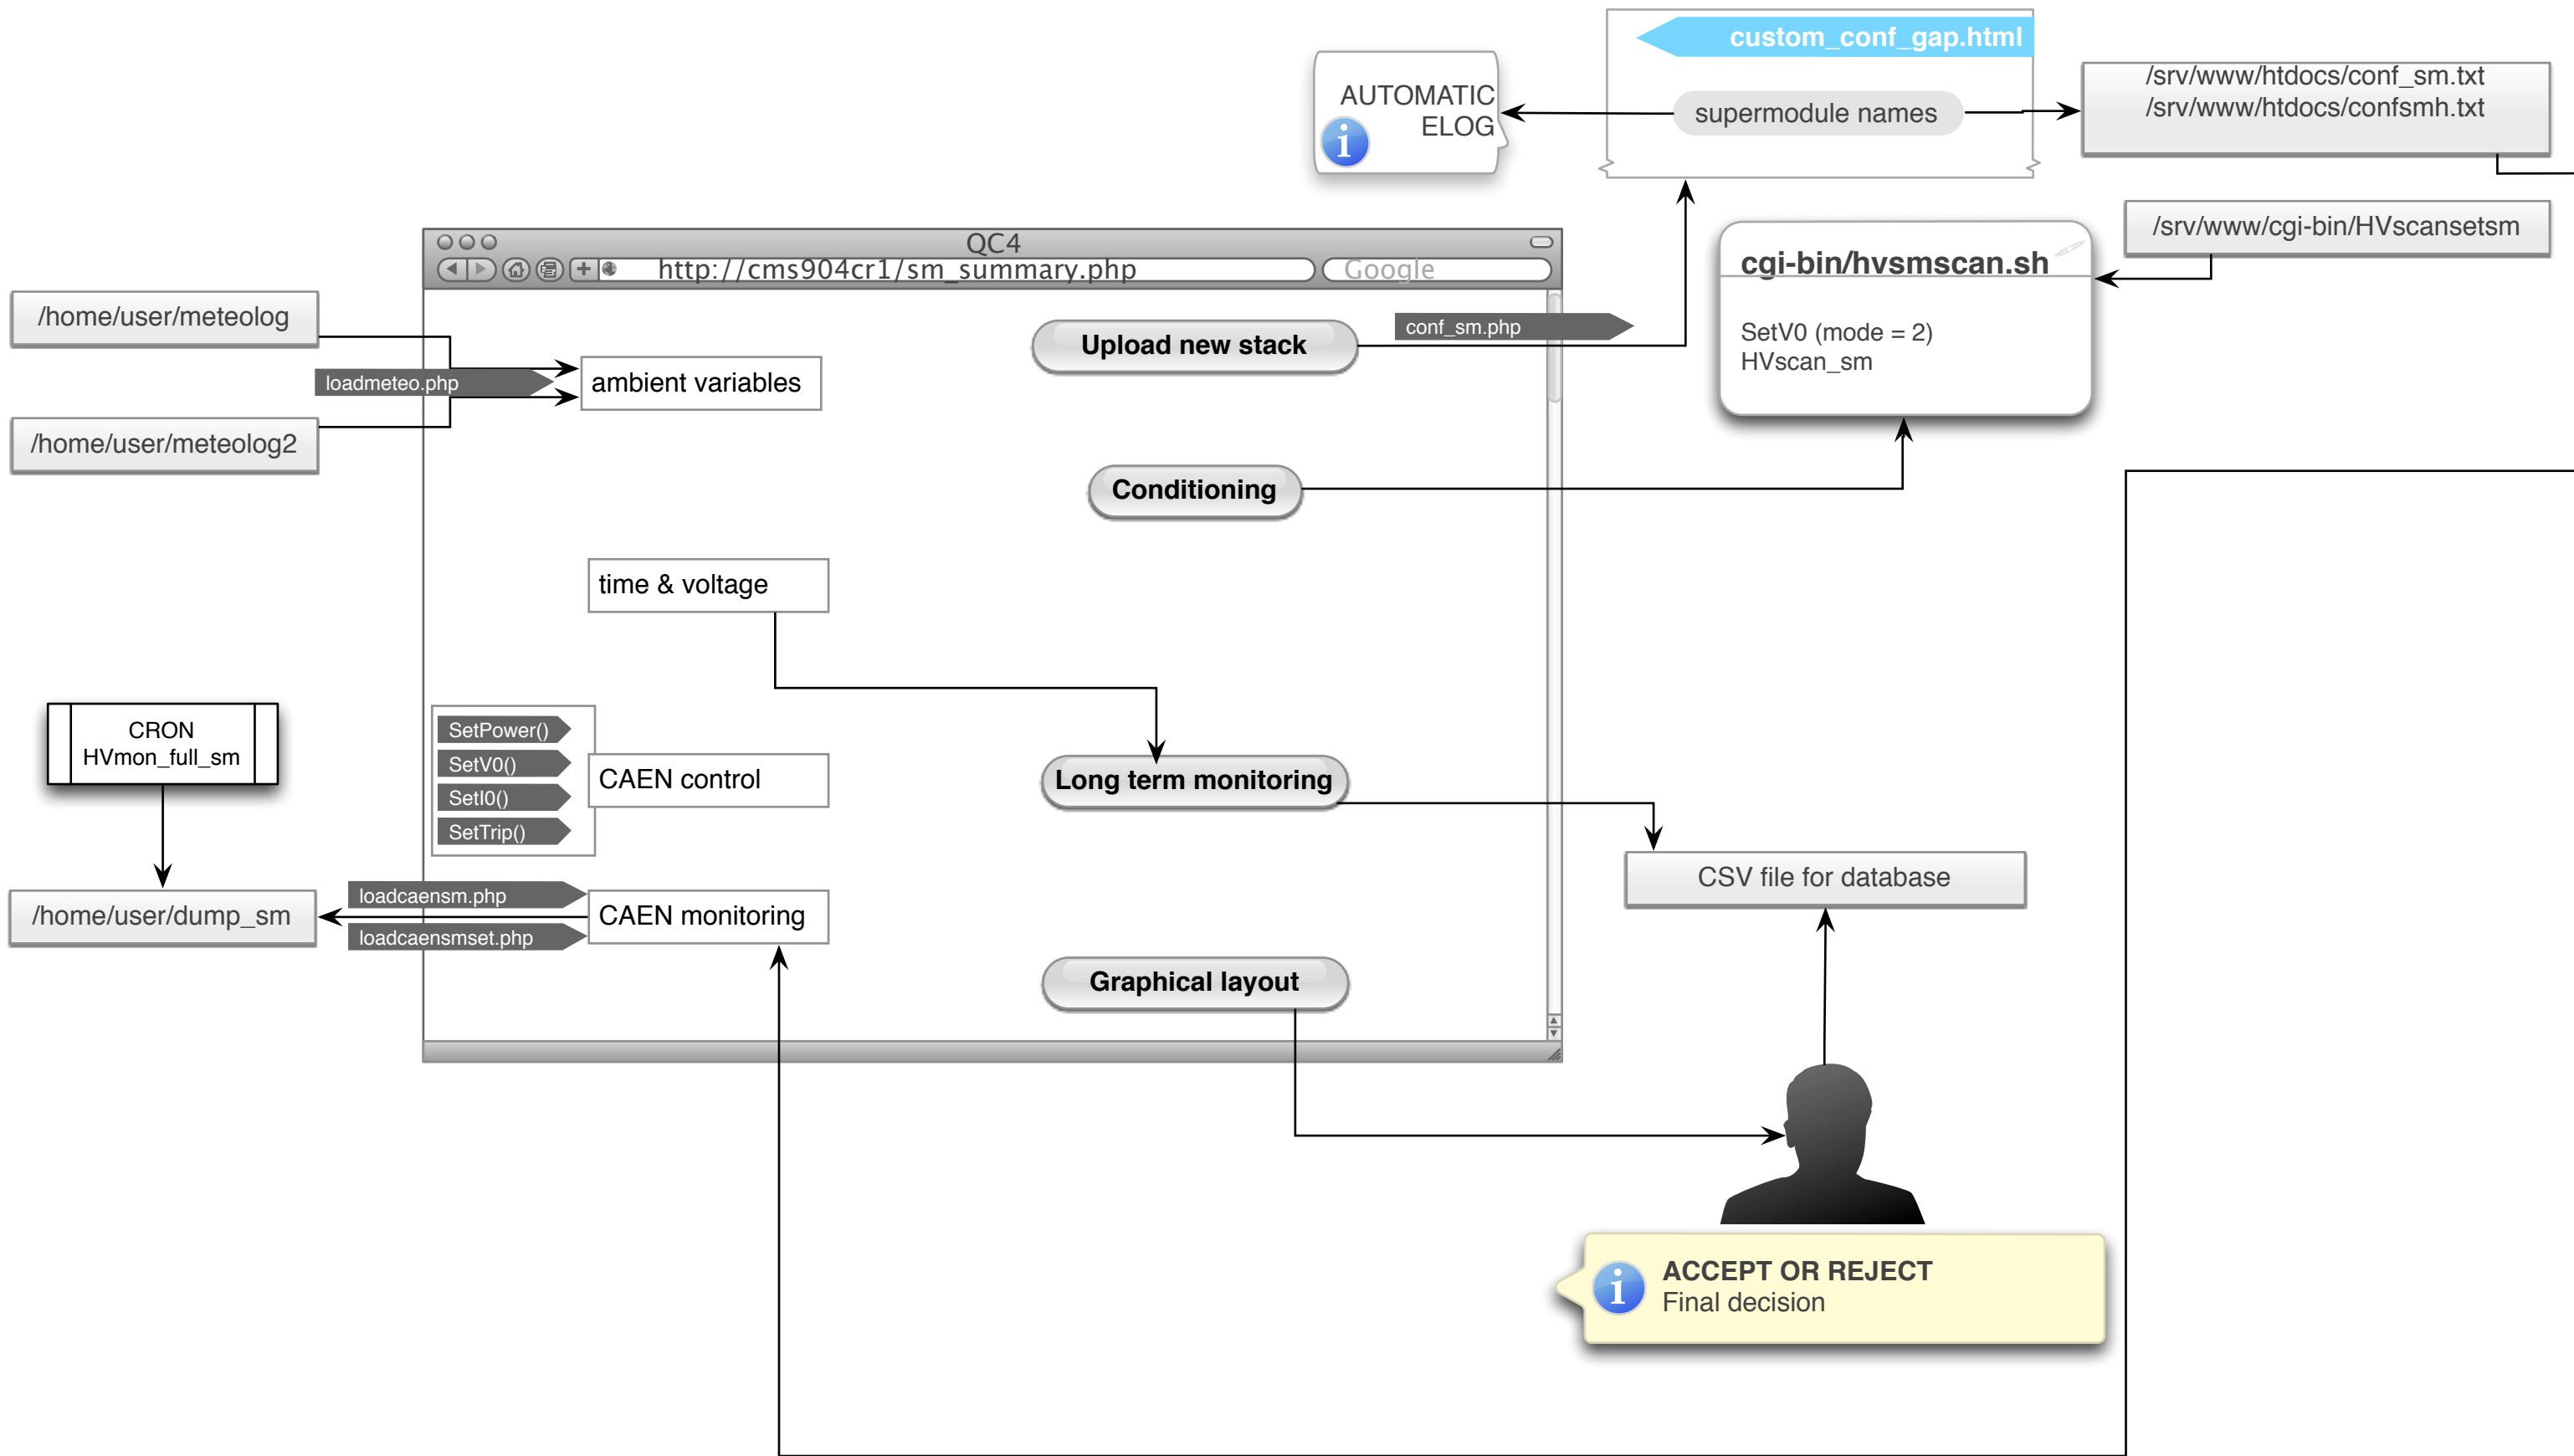 custom_conf_gap.html
AUTOMATIC
ELOG
supermodule names
/srv/www/htdocs/conf_sm.txt
/srv/www/htdocs/confsmh.txt
/srv/www/cgi-bin/HVscansetsm
cgi-bin/hvsmscan.sh
SetV0 (mode = 2)
HVscan_sm
QC4
http://cms904cr1/sm_summary.php
Google
/home/user/meteolog
loadmeteo.php
/home/user/meteolog2
ambient variables
Upload new stack
conf_sm.php
Conditioning
time & voltage
CRON
HVmon_full_sm
SetPower()
SetV0()
SetI0()
SetTrip()
CAEN control
Long term monitoring
CSV file for database
/home/user/dump_sm
loadcaensm.php
loadcaensmset.php
CAEN monitoring
Graphical layout
ACCEPT OR REJECT
Final decision